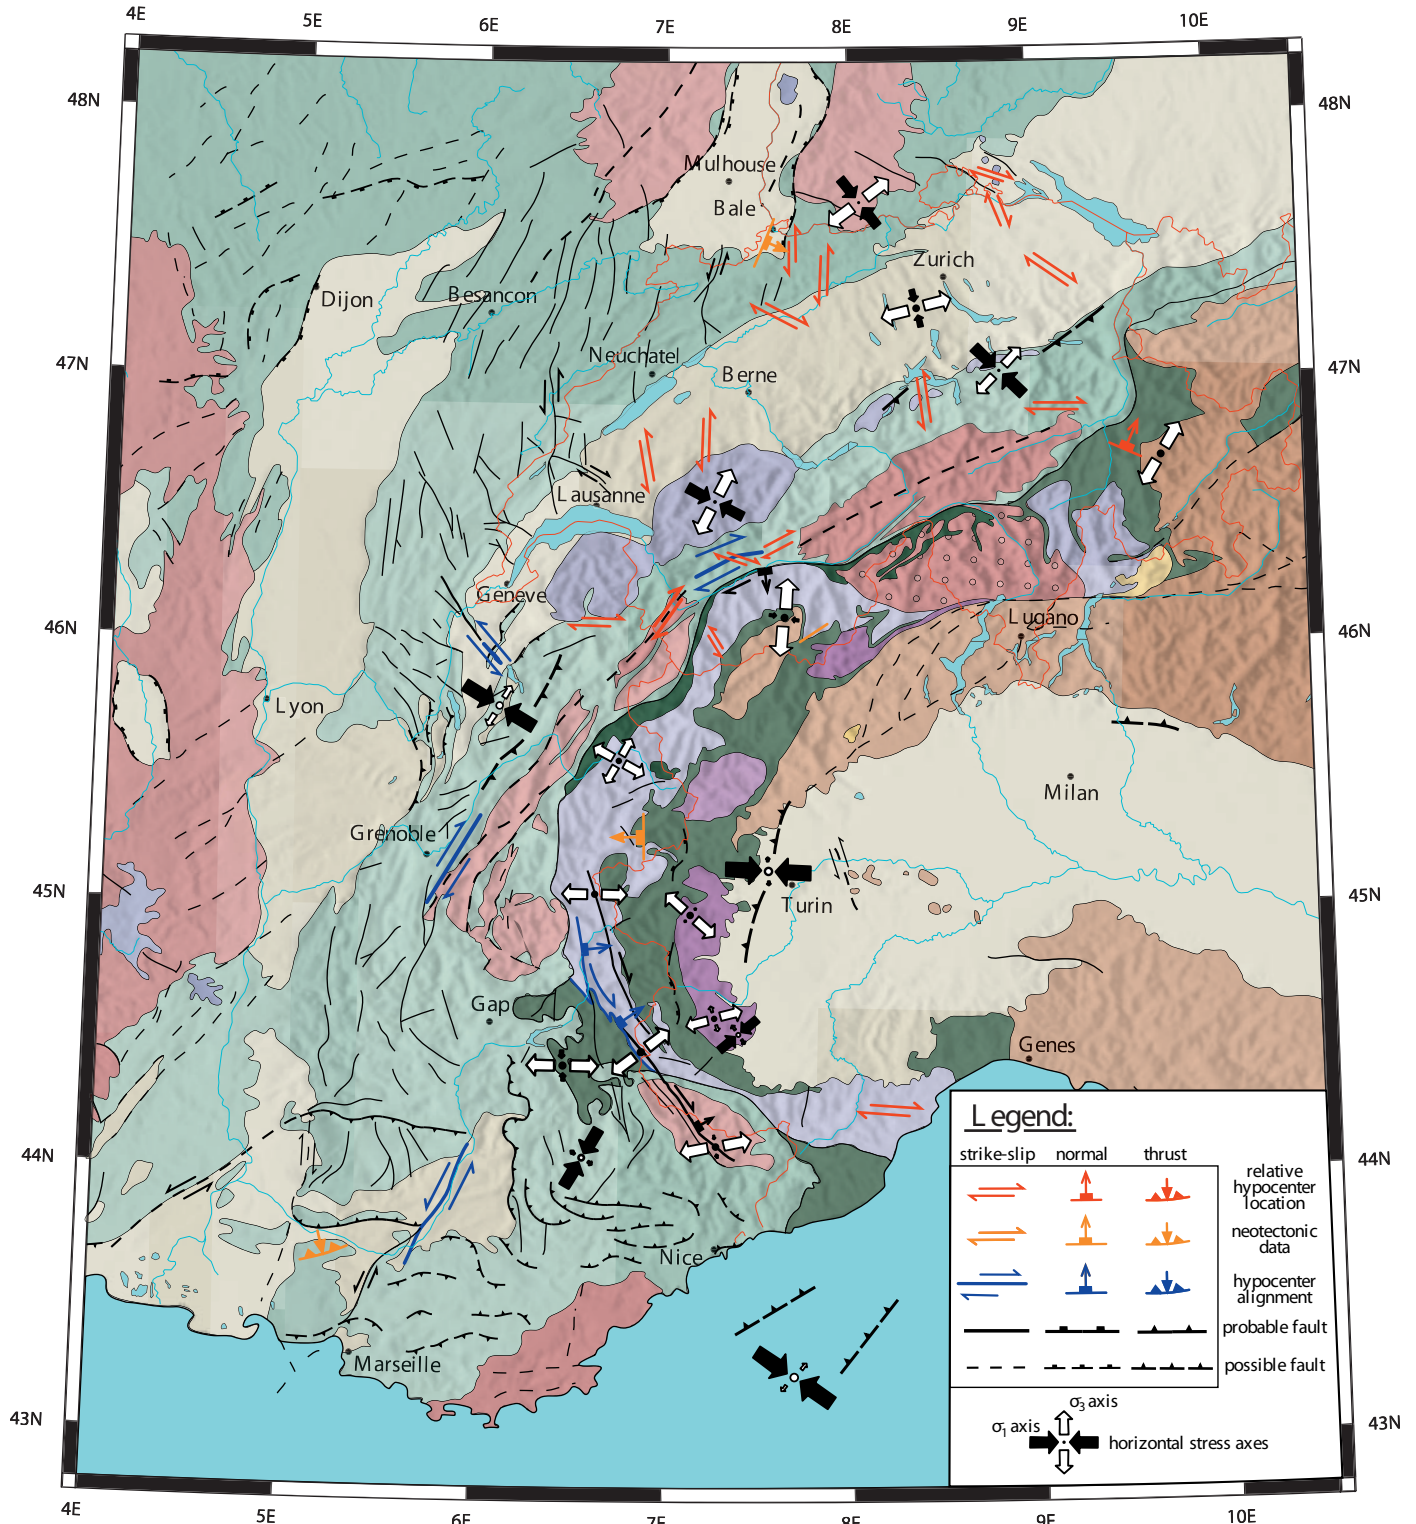 4E
5E
6E
7E
8E
9E
10E
48N
48N
Mulhouse
Bale
Zurich
Dijon
Besancon
Neuchatel
47N
47N
Berne
Lausanne
Geneve
46N
46N
Lugano
Lyon
Milan
Grenoble
45N
45N
Turin
Gap
Genes
44N
44N
Nice
Marseille
43N
43N
Legend:
strike-slip
normal
thrust
relative
hypocenter
location
neotectonic
data
hypocenter
alignment
probable fault
possible fault
σ3 axis
σ1 axis
horizontal stress axes
4E
5E
6E
7E
8E
9E
10E